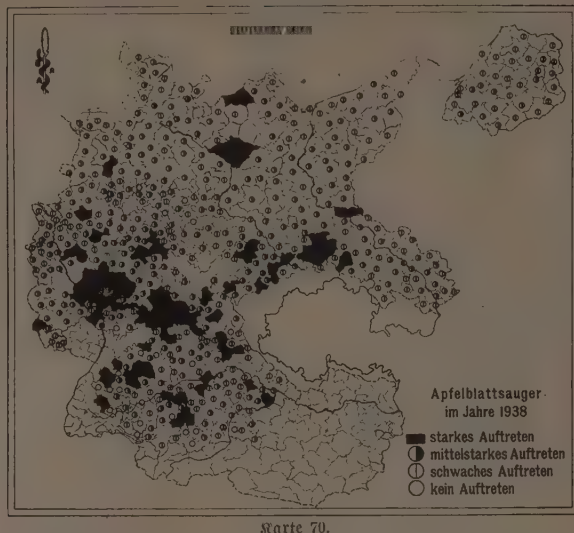 Apfelblattsauger
im Jahre 1938
starkes Auftreten
mittelstarkes Auftreten
schwaches Auftreten
kein Auftreten
Karte 70.